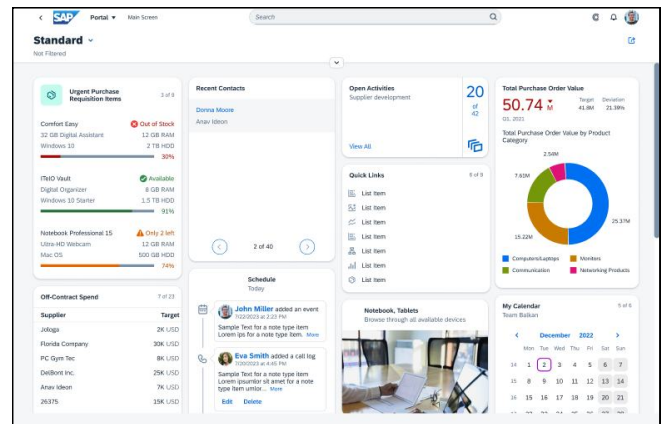 SAP
Portal
Main Screen
Search
Standard
Not Filtered
Urgent Purchase
Requisition Items
3 of 8
Comfort Easy
Out of Stock
32 GB Digital Assistant
12 GB RAM
Windows 10
2 TB HDD
30%
ITelO Vault
Available
Digital Organizer
8 GB RAM
Windows 10 Starter
1.5 TB HDD
91%
Notebook Professional 15
Only 2 left
Ultra-HD Webcam
12 GB RAM
Mac OS
500 GB HDD
74%
Off-Contract Spend
7 of 23
Supplier
Target
Jologa
2K USD
Florida Company
30K USD
PC Gym Tec
8K USD
DelBont Inc.
25K USD
Anav Ideon
7K USD
26375
15K USD
Recent Contacts
Donna Moore
Anav Ideon
2 of 40
Schedule
Today
John Miller added an event
7/22/2023 at 2:23 PM
Sample Text for a note type item
Lorem ips for a note type item. More
Eva Smith added a call log
7/20/2023 at 4:45 PM
Sample Text for a note type item
Lorem ipsumlor sit amet for a note
type item umlor... More
Edit Delete
Open Activities
Supplier development
20
of
42
View All
Quick Links
8 of 9
List Item
List Item
List Item
List Item
List Item
List Item
List Item
Notebook, Tablets
Browse through all available devices
Total Purchase Order Value
50.74 M
Target
41.8M
Deviation
21.39%
Q1, 2021
Total Purchase Order Value by Product
Category
2.54M
7.61M
15.22M
25.37M
Computers/Laptops
Monitors
Communication
Networking Products
My Calendar
5 of 6
Team Balkan
December 2022
Mon Tue Wed Thu Fri Sat Sun
14 1 2 3 4 5 6 7
15 8 9 10 11 12 13 14
16 15 16 17 18 19 20 21